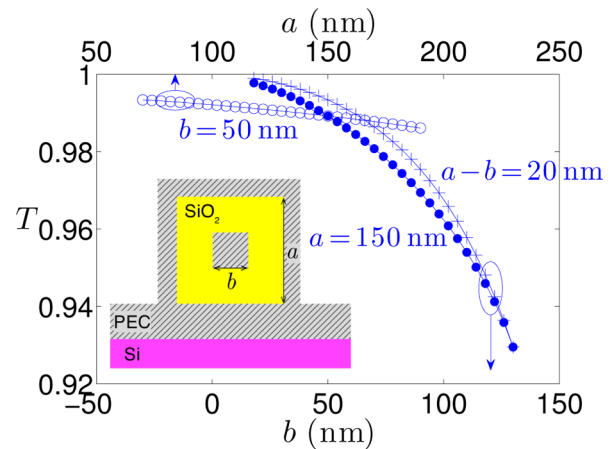 a (nm)
50 100 150 200 250
1
0.98
0.96
0.94
0.92
T
b = 50 nm
a − b = 20 nm
a = 150 nm
SiO₂
a
b
PEC
Si
−50 0 50 100 150
b (nm)